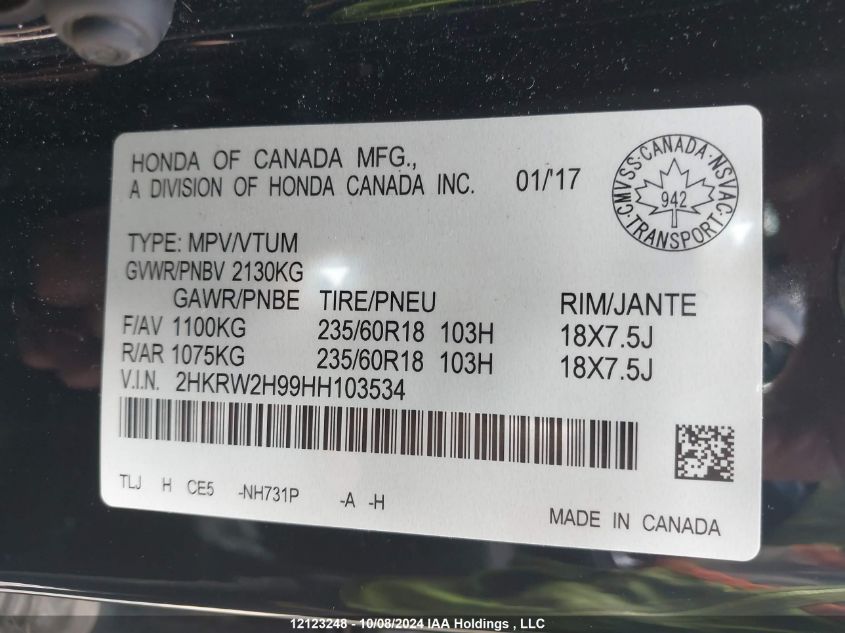 HONDA OF CANADA MFG.,
A DIVISION OF HONDA CANADA INC. 01/'17
CMVSS·CANADA·NSVAC
942
·TRANSPORT·
TYPE: MPV/VTUM
GVWR/PNBV 2130KG
GAWR/PNBE TIRE/PNEU RIM/JANTE
F/AV 1100KG 235/60R18 103H 18X7.5J
R/AR 1075KG 235/60R18 103H 18X7.5J
V.I.N. 2HKRW2H99HH103534
TLJ H CE5 -NH731P -A -H
MADE IN CANADA
12123248 - 10/08/2024 IAA Holdings , LLC